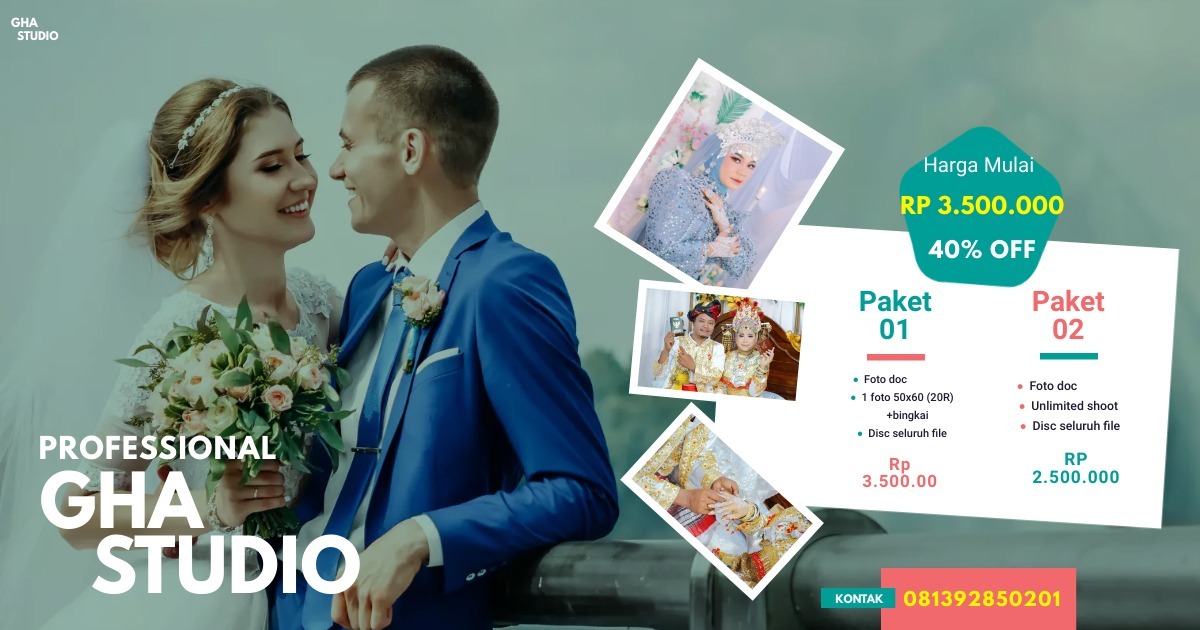 GHA
STUDIO
PROFESSIONAL
GHA
STUDIO
Harga Mulai
RP 3.500.000
40% OFF
Paket
01
• Foto doc
• 1 foto 50x60 (20R)
+bingkai
• Disc seluruh file
Rp
3.500.00
Paket
02
• Foto doc
• Unlimited shoot
• Disc seluruh file
RP
2.500.000
KONTAK
081392850201